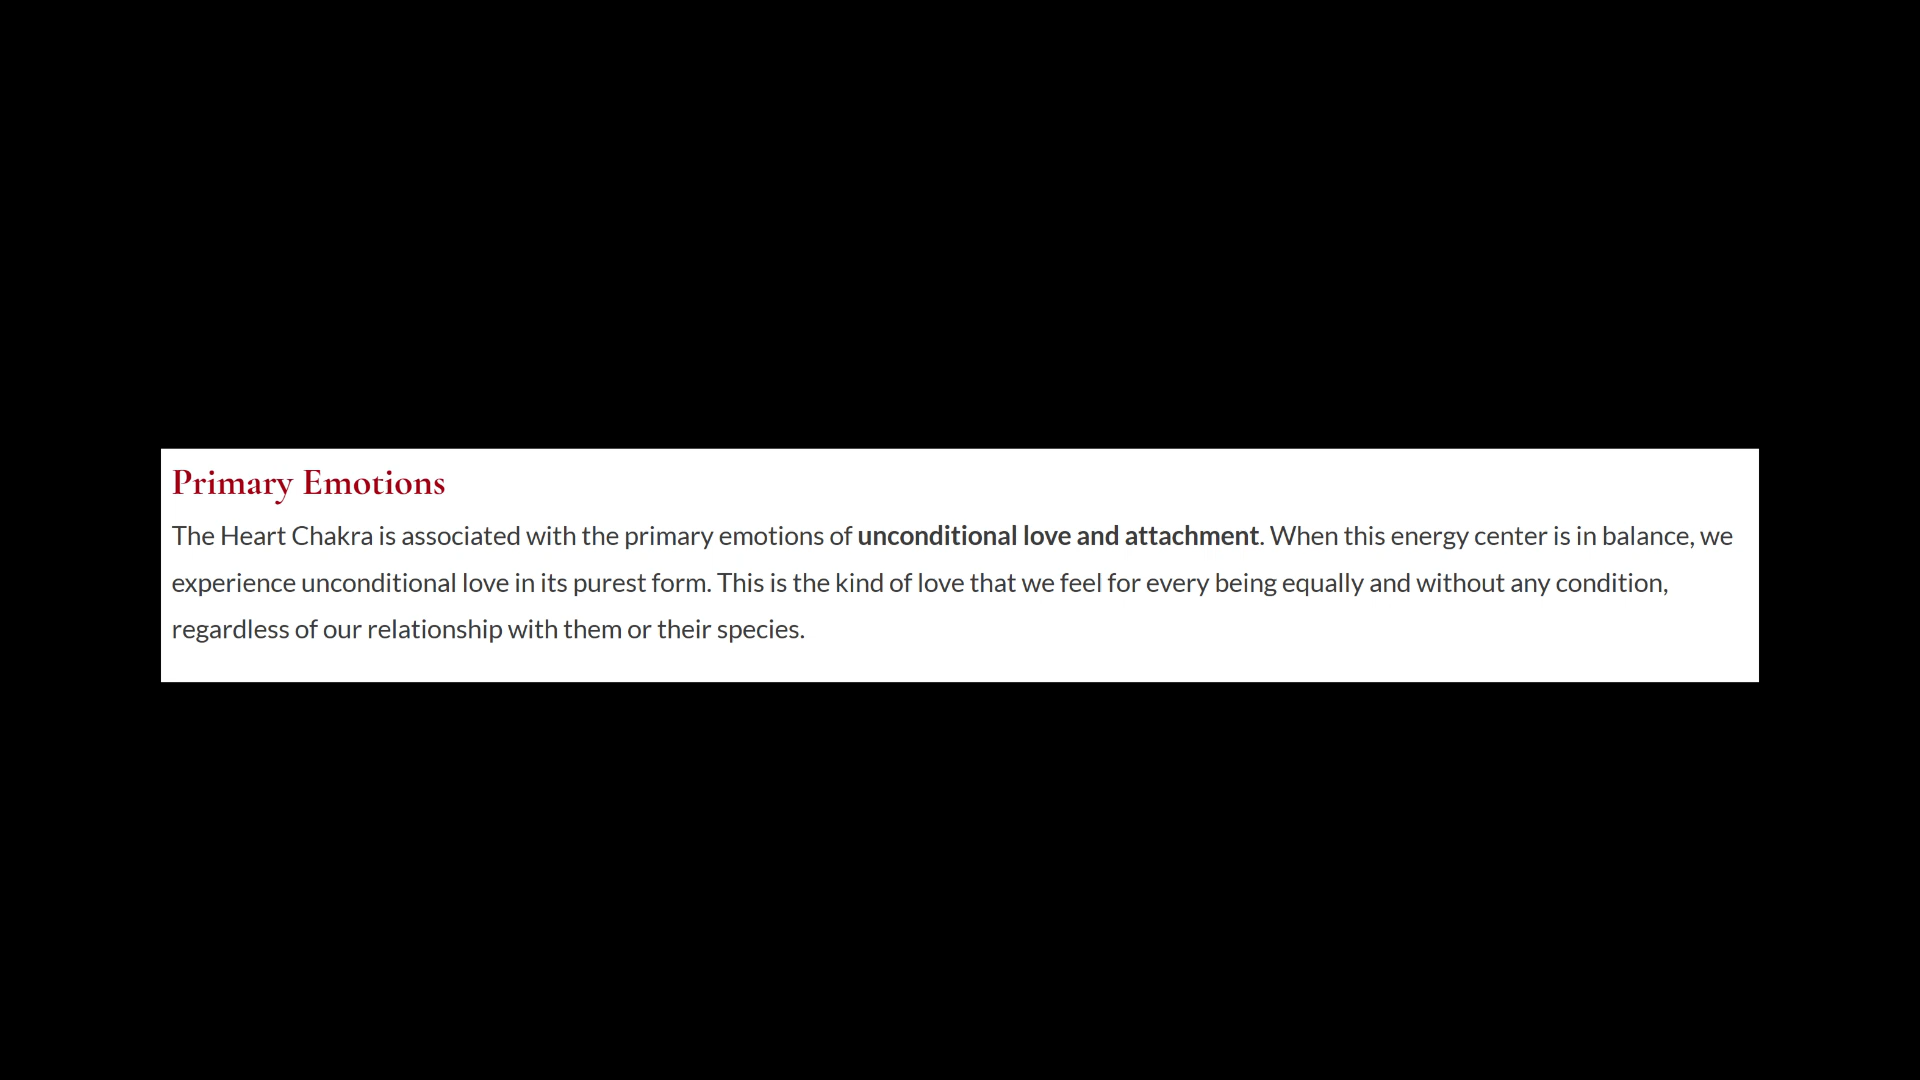 Primary Emotions
The Heart Chakra is associated with the primary emotions of unconditional love and attachment. When this energy center is in balance, we
experience unconditional love in its purest form. This is the kind of love that we feel for every being equally and without any condition,
regardless of our relationship with them or their species.